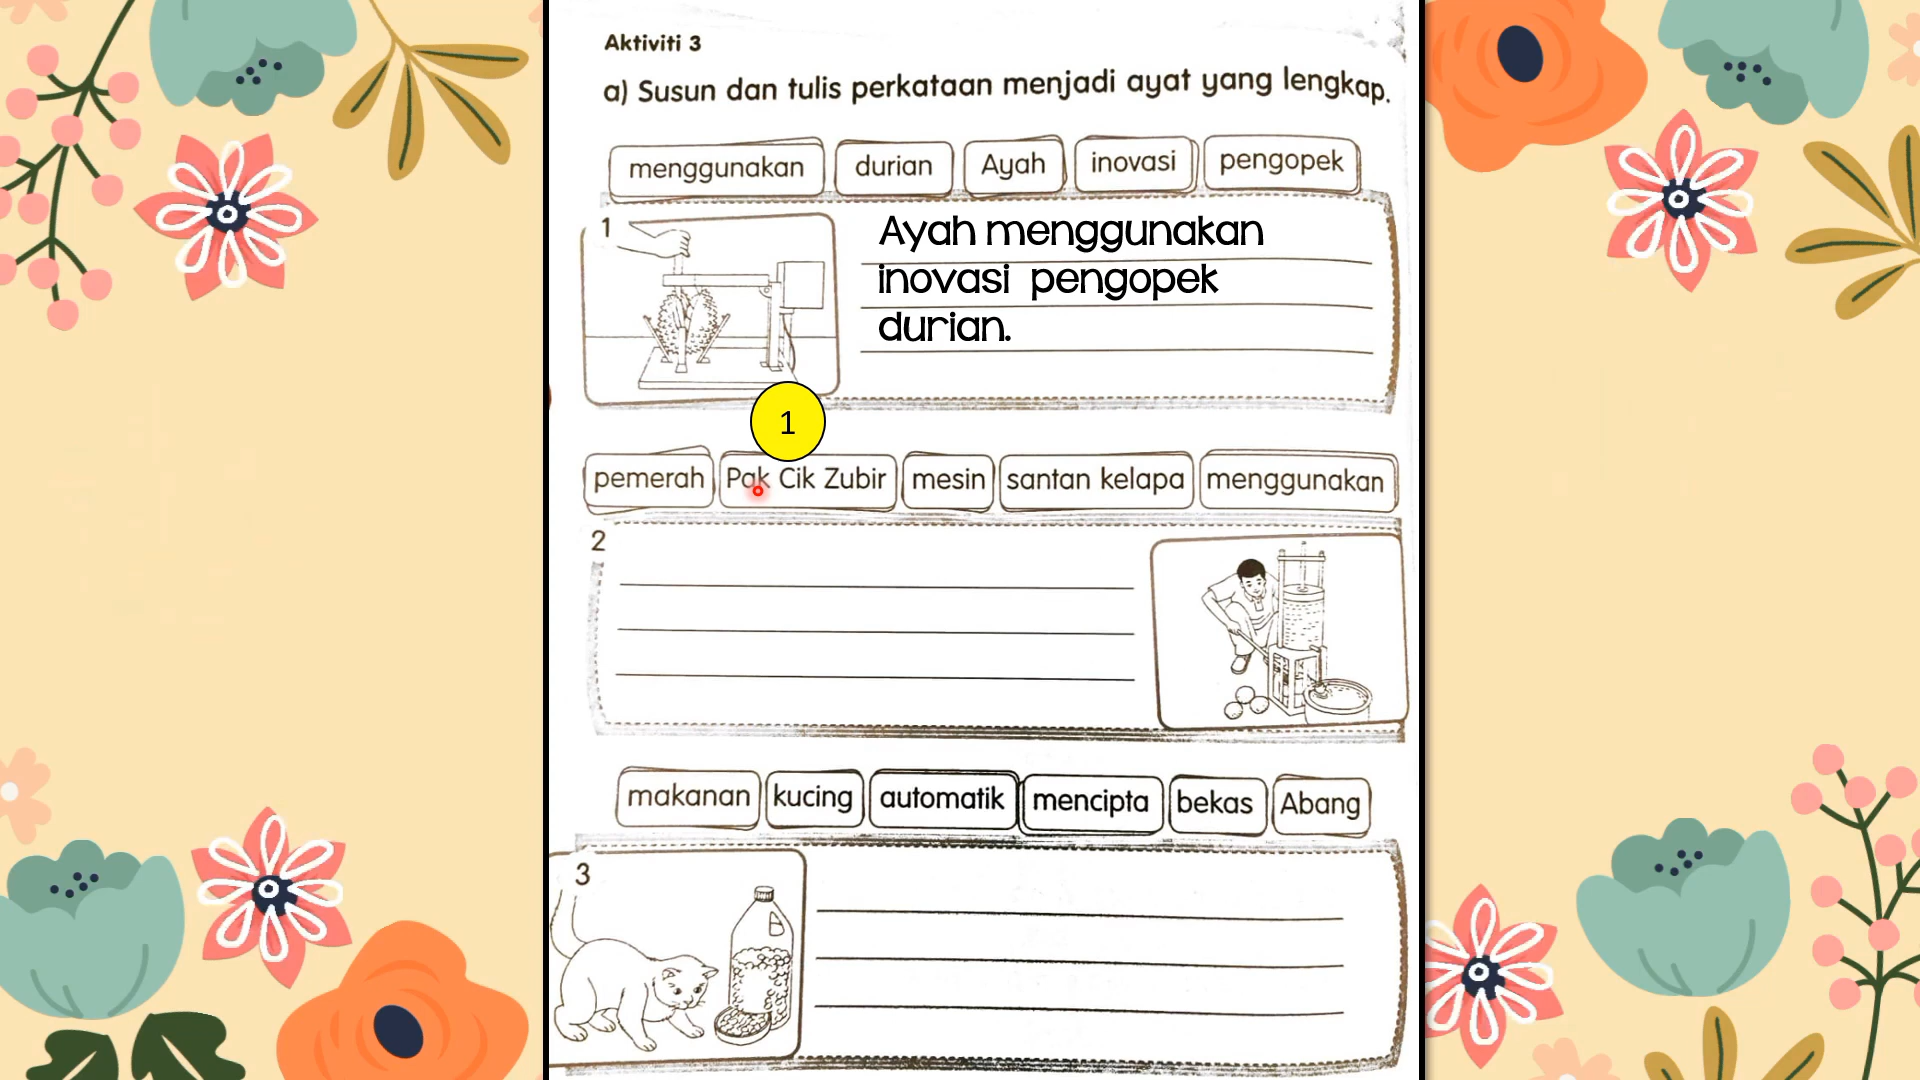 Aktiviti 3
a) Susun dan tulis perkataan menjadi ayat yang lengkap.
menggunakan durian Ayah inovasi pengopek
1
Ayah menggunakan
inovasi pengopek
durian.
1
pemerah Pak Cik Zubir mesin santan kelapa menggunakan
2
makanan kucing automatik mencipta bekas Abang
3